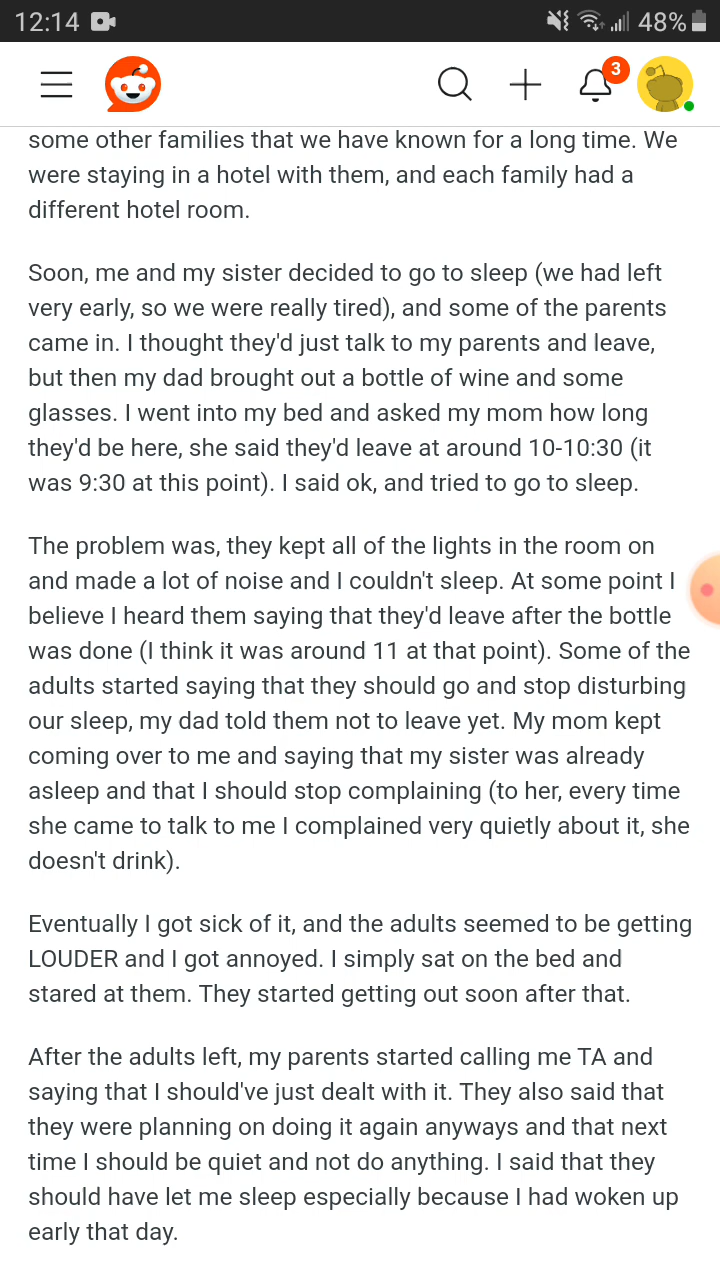 12:14
48%
3
some other families that we have known for a long time. We
were staying in a hotel with them, and each family had a
different hotel room.
Soon, me and my sister decided to go to sleep (we had left
very early, so we were really tired), and some of the parents
came in. I thought they'd just talk to my parents and leave,
but then my dad brought out a bottle of wine and some
glasses. I went into my bed and asked my mom how long
they'd be here, she said they'd leave at around 10-10:30 (it
was 9:30 at this point). I said ok, and tried to go to sleep.
The problem was, they kept all of the lights in the room on
and made a lot of noise and I couldn't sleep. At some point I
believe I heard them saying that they'd leave after the bottle
was done (I think it was around 11 at that point). Some of the
adults started saying that they should go and stop disturbing
our sleep, my dad told them not to leave yet. My mom kept
coming over to me and saying that my sister was already
asleep and that I should stop complaining (to her, every time
she came to talk to me I complained very quietly about it, she
doesn't drink).
Eventually I got sick of it, and the adults seemed to be getting
LOUDER and I got annoyed. I simply sat on the bed and
stared at them. They started getting out soon after that.
After the adults left, my parents started calling me TA and
saying that I should've just dealt with it. They also said that
they were planning on doing it again anyways and that next
time I should be quiet and not do anything. I said that they
should have let me sleep especially because I had woken up
early that day.